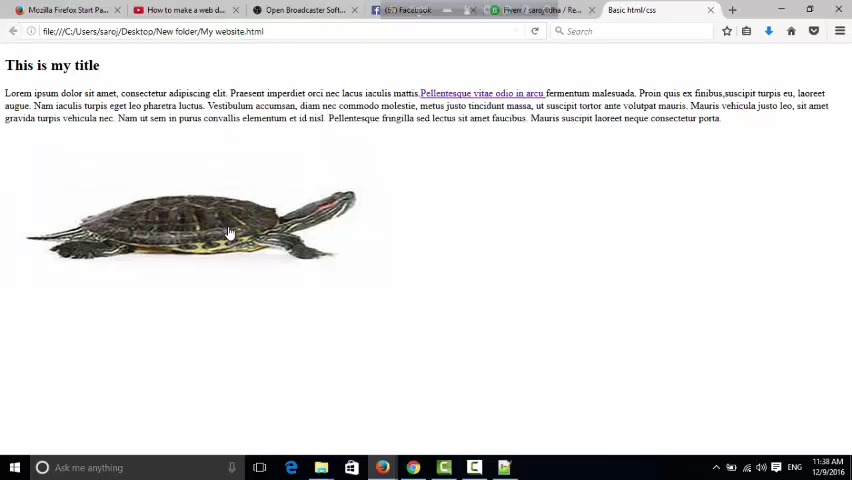 Mozilla Firefox Start Pa...
How to make a web d...
Open Broadcaster Soft...
Facebook
Fiverr / sarojyddha / Re...
Basic html/css
file:///C:/Users/saroj/Desktop/New folder/My website.html
Search
This is my title
Lorem ipsum dolor sit amet, consectetur adipiscing elit. Praesent imperdiet orci nec lacus iaculis mattis.Pellentesque vitae odio in arcu fermentum malesuada. Proin quis ex finibus,suscipit turpis eu, laoreet
augue. Nam iaculis turpis eget leo pharetra luctus. Vestibulum accumsan, diam nec commodo molestie, metus justo tincidunt massa, ut suscipit tortor ante volutpat mauris. Mauris vehicula justo leo, sit amet
gravida turpis vehicula nec. Nam ut sem in purus convallis elementum et id nisl. Pellentesque fringilla sed lectus sit amet faucibus. Mauris suscipit laoreet neque consectetur porta.
Ask me anything
ENG
11:38 AM
12/9/2016